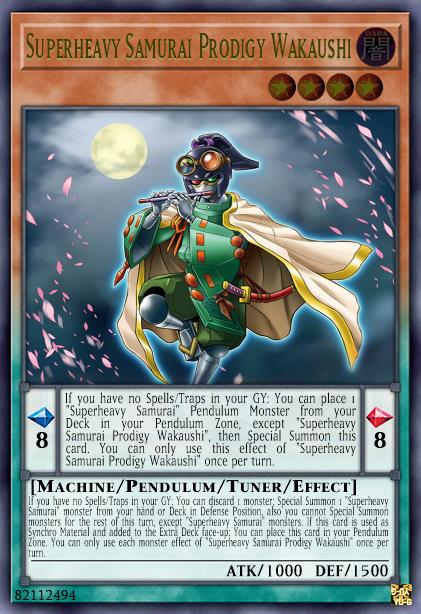 SUPERHEAVY SAMURAI PRODIGY WAKAUSHI
DARK
闇
If you have no Spells/Traps in your GY: You can place 1
"Superheavy Samurai" Pendulum Monster from your
Deck in your Pendulum Zone, except "Superheavy
Samurai Prodigy Wakaushi", then Special Summon this
card. You can only use this effect of "Superheavy
Samurai Prodigy Wakaushi" once per turn.
8
8
[MACHINE/PENDULUM/TUNER/EFFECT]
If you have no Spells/Traps in your GY: You can discard 1 monster; Special Summon 1 "Superheavy
Samurai" monster from your hand or Deck in Defense Position, also you cannot Special Summon
monsters for the rest of this turn, except "Superheavy Samurai" monsters. If this card is used as
Synchro Material and added to the Extra Deck face-up: You can place this card in your Pendulum
Zone. You can only use each monster effect of "Superheavy Samurai Prodigy Wakaushi" once per
turn.
ATK/1000 DEF/1500
82112494